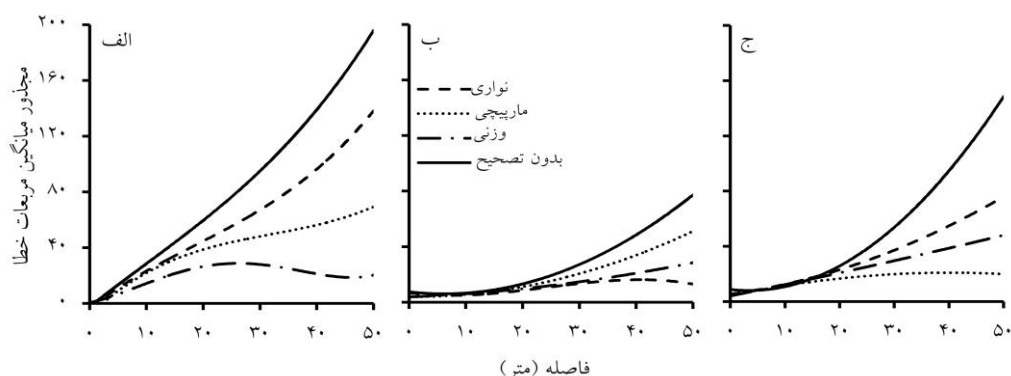 الف
ب
ج
۲۰۰
۱۶۰
۱۲۰
۸۰
۴۰
۰
مجذور میانگین مربعات خطا
نواری
مارپیچی
وزنی
بدون تصحیح
۰ ۱۰ ۲۰ ۳۰ ۴۰ ۵۰
۰ ۱۰ ۲۰ ۳۰ ۴۰ ۵۰
۰ ۱۰ ۲۰ ۳۰ ۴۰ ۵۰
فاصله (متر)